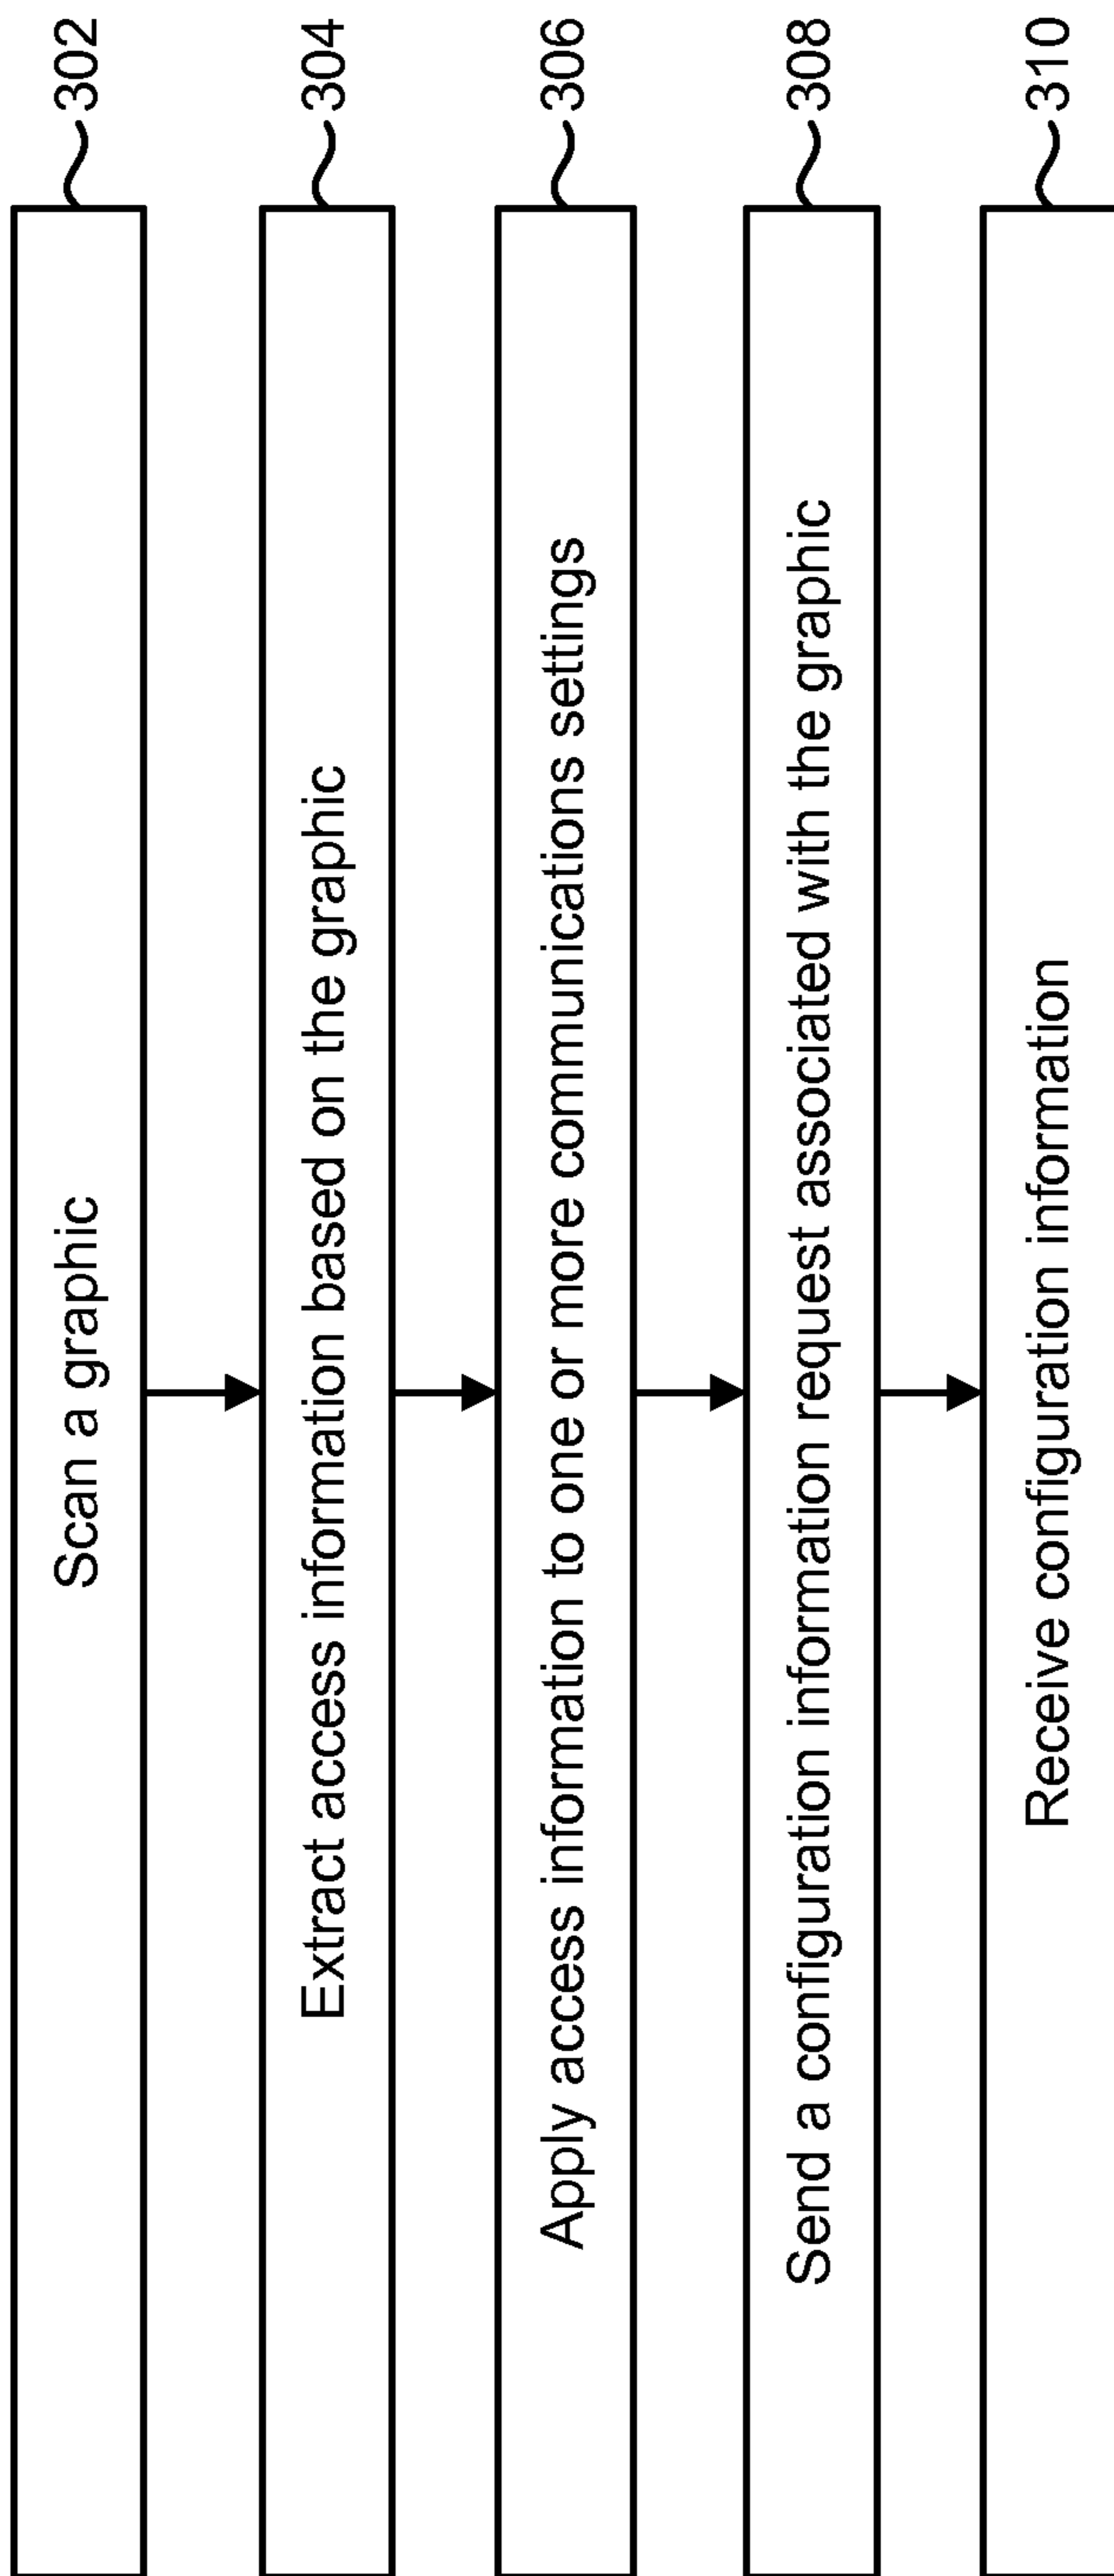 Scan a graphic
302
Extract access information based on the graphic
304
Apply access information to one or more communications settings
306
Send a configuration information request associated with the graphic
308
Receive configuration information
310